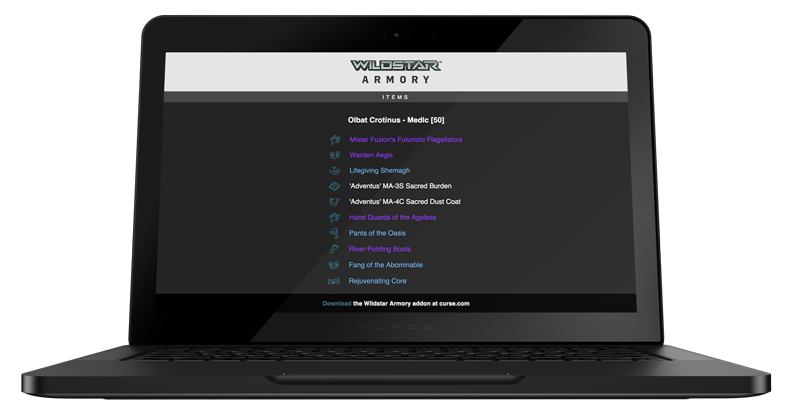 WILDSTAR
ARMORY
ITEMS
Olbat Crotinus - Medic [50]
Mister Fuzion's Futuristic Flagellators
Warden Aegis
Lifegiving Shemagh
'Adventus' MA-3S Sacred Burden
'Adventus' MA-4C Sacred Dust Coat
Hand Guards of the Ageless
Pants of the Oasis
River-Fording Boots
Fang of the Abominable
Rejuvenating Core
Download the Wildstar Armory addon at curse.com
BLADE